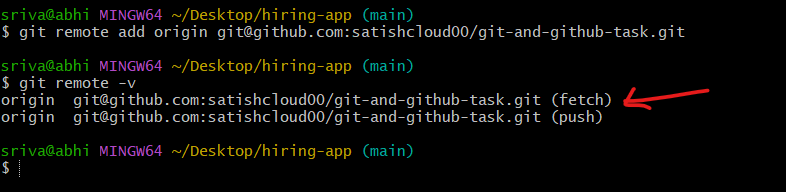 sriva@abhi MINGW64 ~/Desktop/hiring-app (main)
$ git remote add origin git@github.com:satishcloud00/git-and-github-task.git
sriva@abhi MINGW64 ~/Desktop/hiring-app (main)
$ git remote -v
origin  git@github.com:satishcloud00/git-and-github-task.git (fetch)
origin  git@github.com:satishcloud00/git-and-github-task.git (push)
sriva@abhi MINGW64 ~/Desktop/hiring-app (main)
$